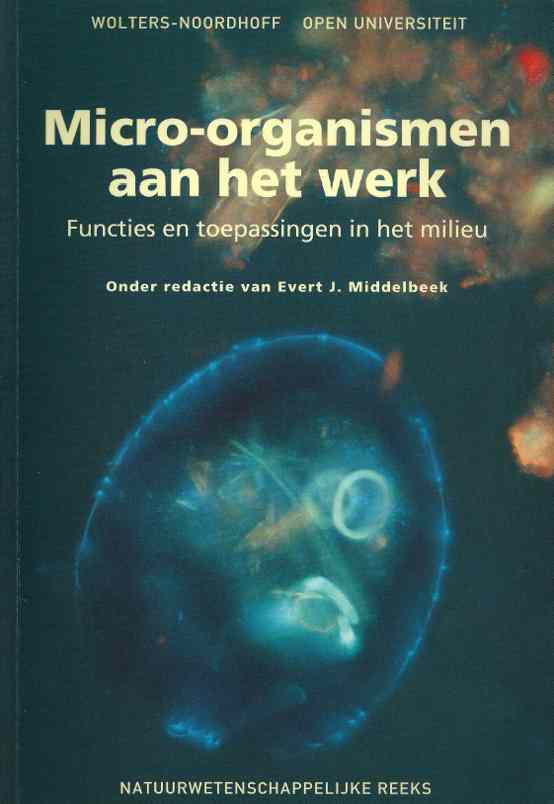 WOLTERS-NOORDHOFF OPEN UNIVERSITEIT
Micro-organismen
aan het werk
Functies en toepassingen in het milieu
Onder redactie van Evert J. Middelbeek
NATUURWETENSCHAPPELIJKE REEKS